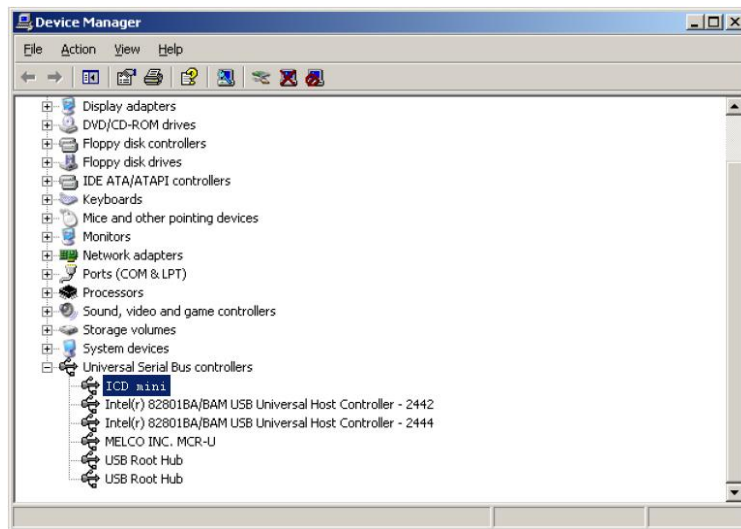 Device Manager
File Action View Help
Display adapters
DVD/CD-ROM drives
Floppy disk controllers
Floppy disk drives
IDE ATA/ATAPI controllers
Keyboards
Mice and other pointing devices
Monitors
Network adapters
Ports (COM & LPT)
Processors
Sound, video and game controllers
Storage volumes
System devices
Universal Serial Bus controllers
ICD mini
Intel(r) 82801BA/BAM USB Universal Host Controller - 2442
Intel(r) 82801BA/BAM USB Universal Host Controller - 2444
MELCO INC. MCR-U
USB Root Hub
USB Root Hub